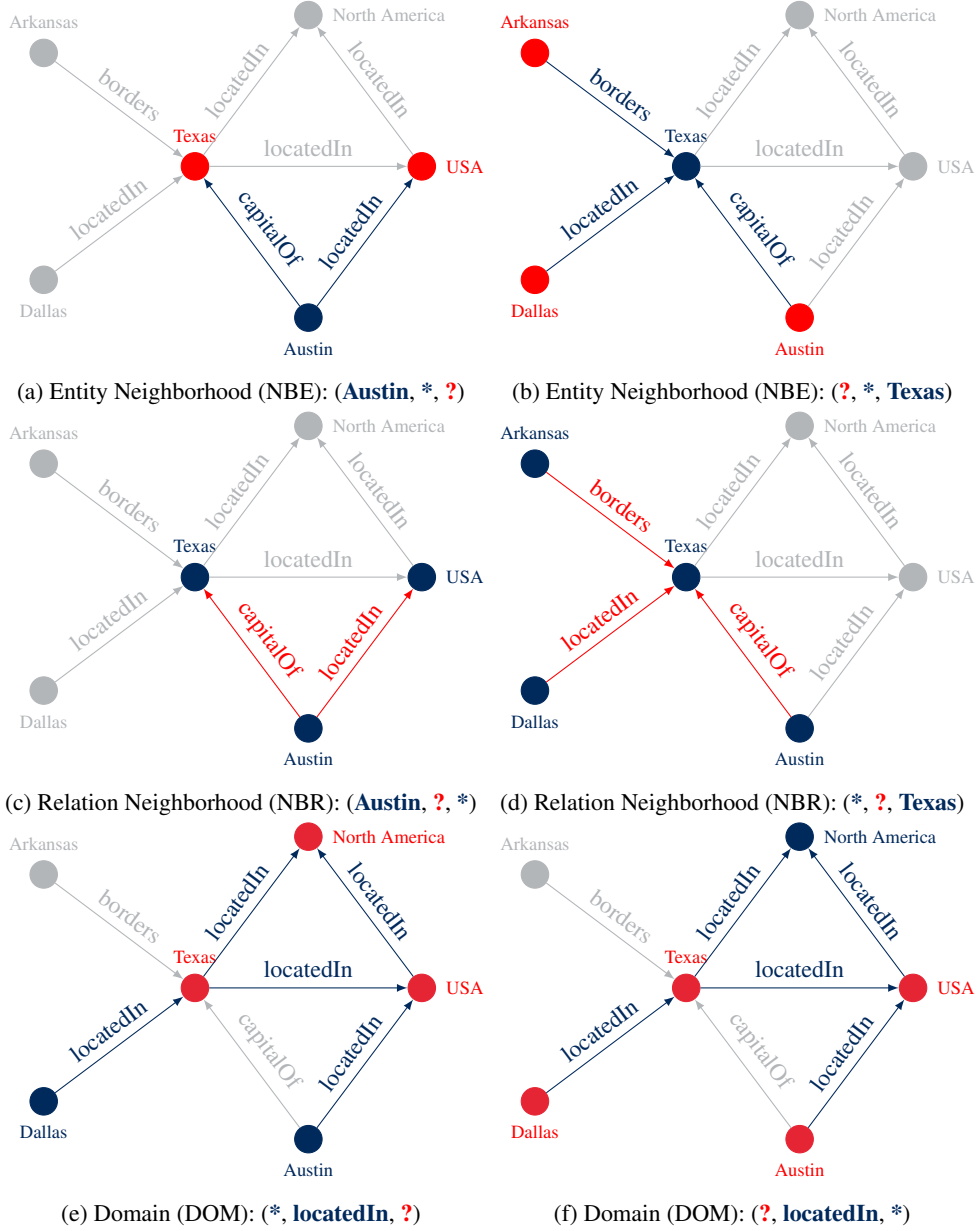 Arkansas
North America
borders
locatedIn
locatedIn
Texas
locatedIn
USA
locatedIn
capitalOf
locatedIn
Dallas
Austin
(a) Entity Neighborhood (NBE): (Austin, *, ?)
Arkansas
North America
borders
locatedIn
locatedIn
Texas
locatedIn
USA
locatedIn
capitalOf
locatedIn
Dallas
Austin
(b) Entity Neighborhood (NBE): (?, *, Texas)
Arkansas
North America
borders
locatedIn
locatedIn
Texas
locatedIn
USA
locatedIn
capitalOf
locatedIn
Dallas
Austin
(c) Relation Neighborhood (NBR): (Austin, ?, *)
Arkansas
North America
borders
locatedIn
locatedIn
Texas
locatedIn
USA
locatedIn
capitalOf
locatedIn
Dallas
Austin
(d) Relation Neighborhood (NBR): (*, ?, Texas)
Arkansas
North America
borders
locatedIn
locatedIn
Texas
locatedIn
USA
locatedIn
capitalOf
locatedIn
Dallas
Austin
(e) Domain (DOM): (*, locatedIn, ?)
Arkansas
North America
borders
locatedIn
locatedIn
Texas
locatedIn
USA
locatedIn
capitalOf
locatedIn
Dallas
Austin
(f) Domain (DOM): (?, locatedIn, *)